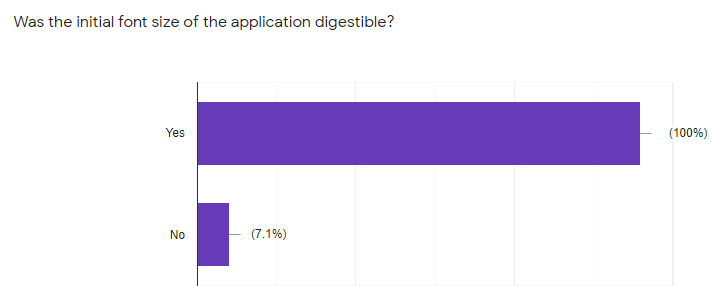 Was the initial font size of the application digestible?
Yes (100%)
No (7.1%)